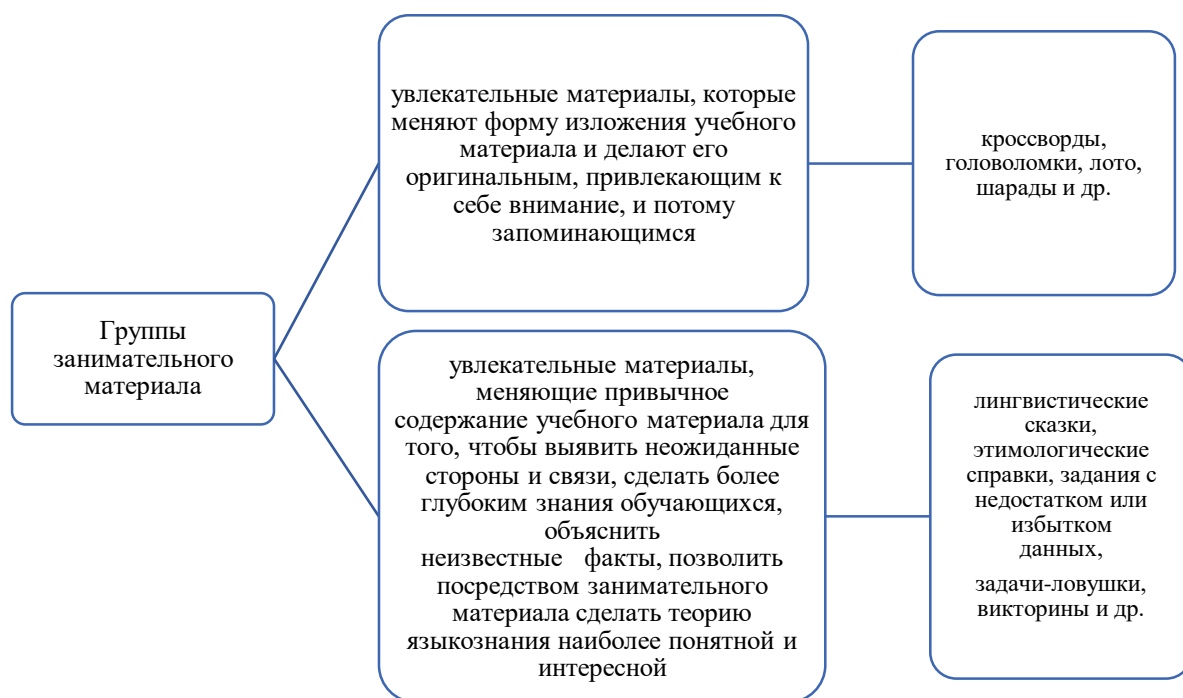 Группы
занимательного
материала
увлекательные материалы, которые
меняют форму изложения учебного
материала и делают его
оригинальным, привлекающим к
себе внимание, и потому
запоминающимся
кроссворды,
головоломки, лото,
шарады и др.
увлекательные материалы,
меняющие привычное
содержание учебного материала для
того, чтобы выявить неожиданные
стороны и связи, сделать более
глубоким знания обучающихся,
объяснить
неизвестные факты, позволить
посредством занимательного
материала сделать теорию
языкознания наиболее понятной и
интересной
лингвистические
сказки,
этимологические
справки, задания с
недостатком или
избытком
данных,
задачи-ловушки,
викторины и др.